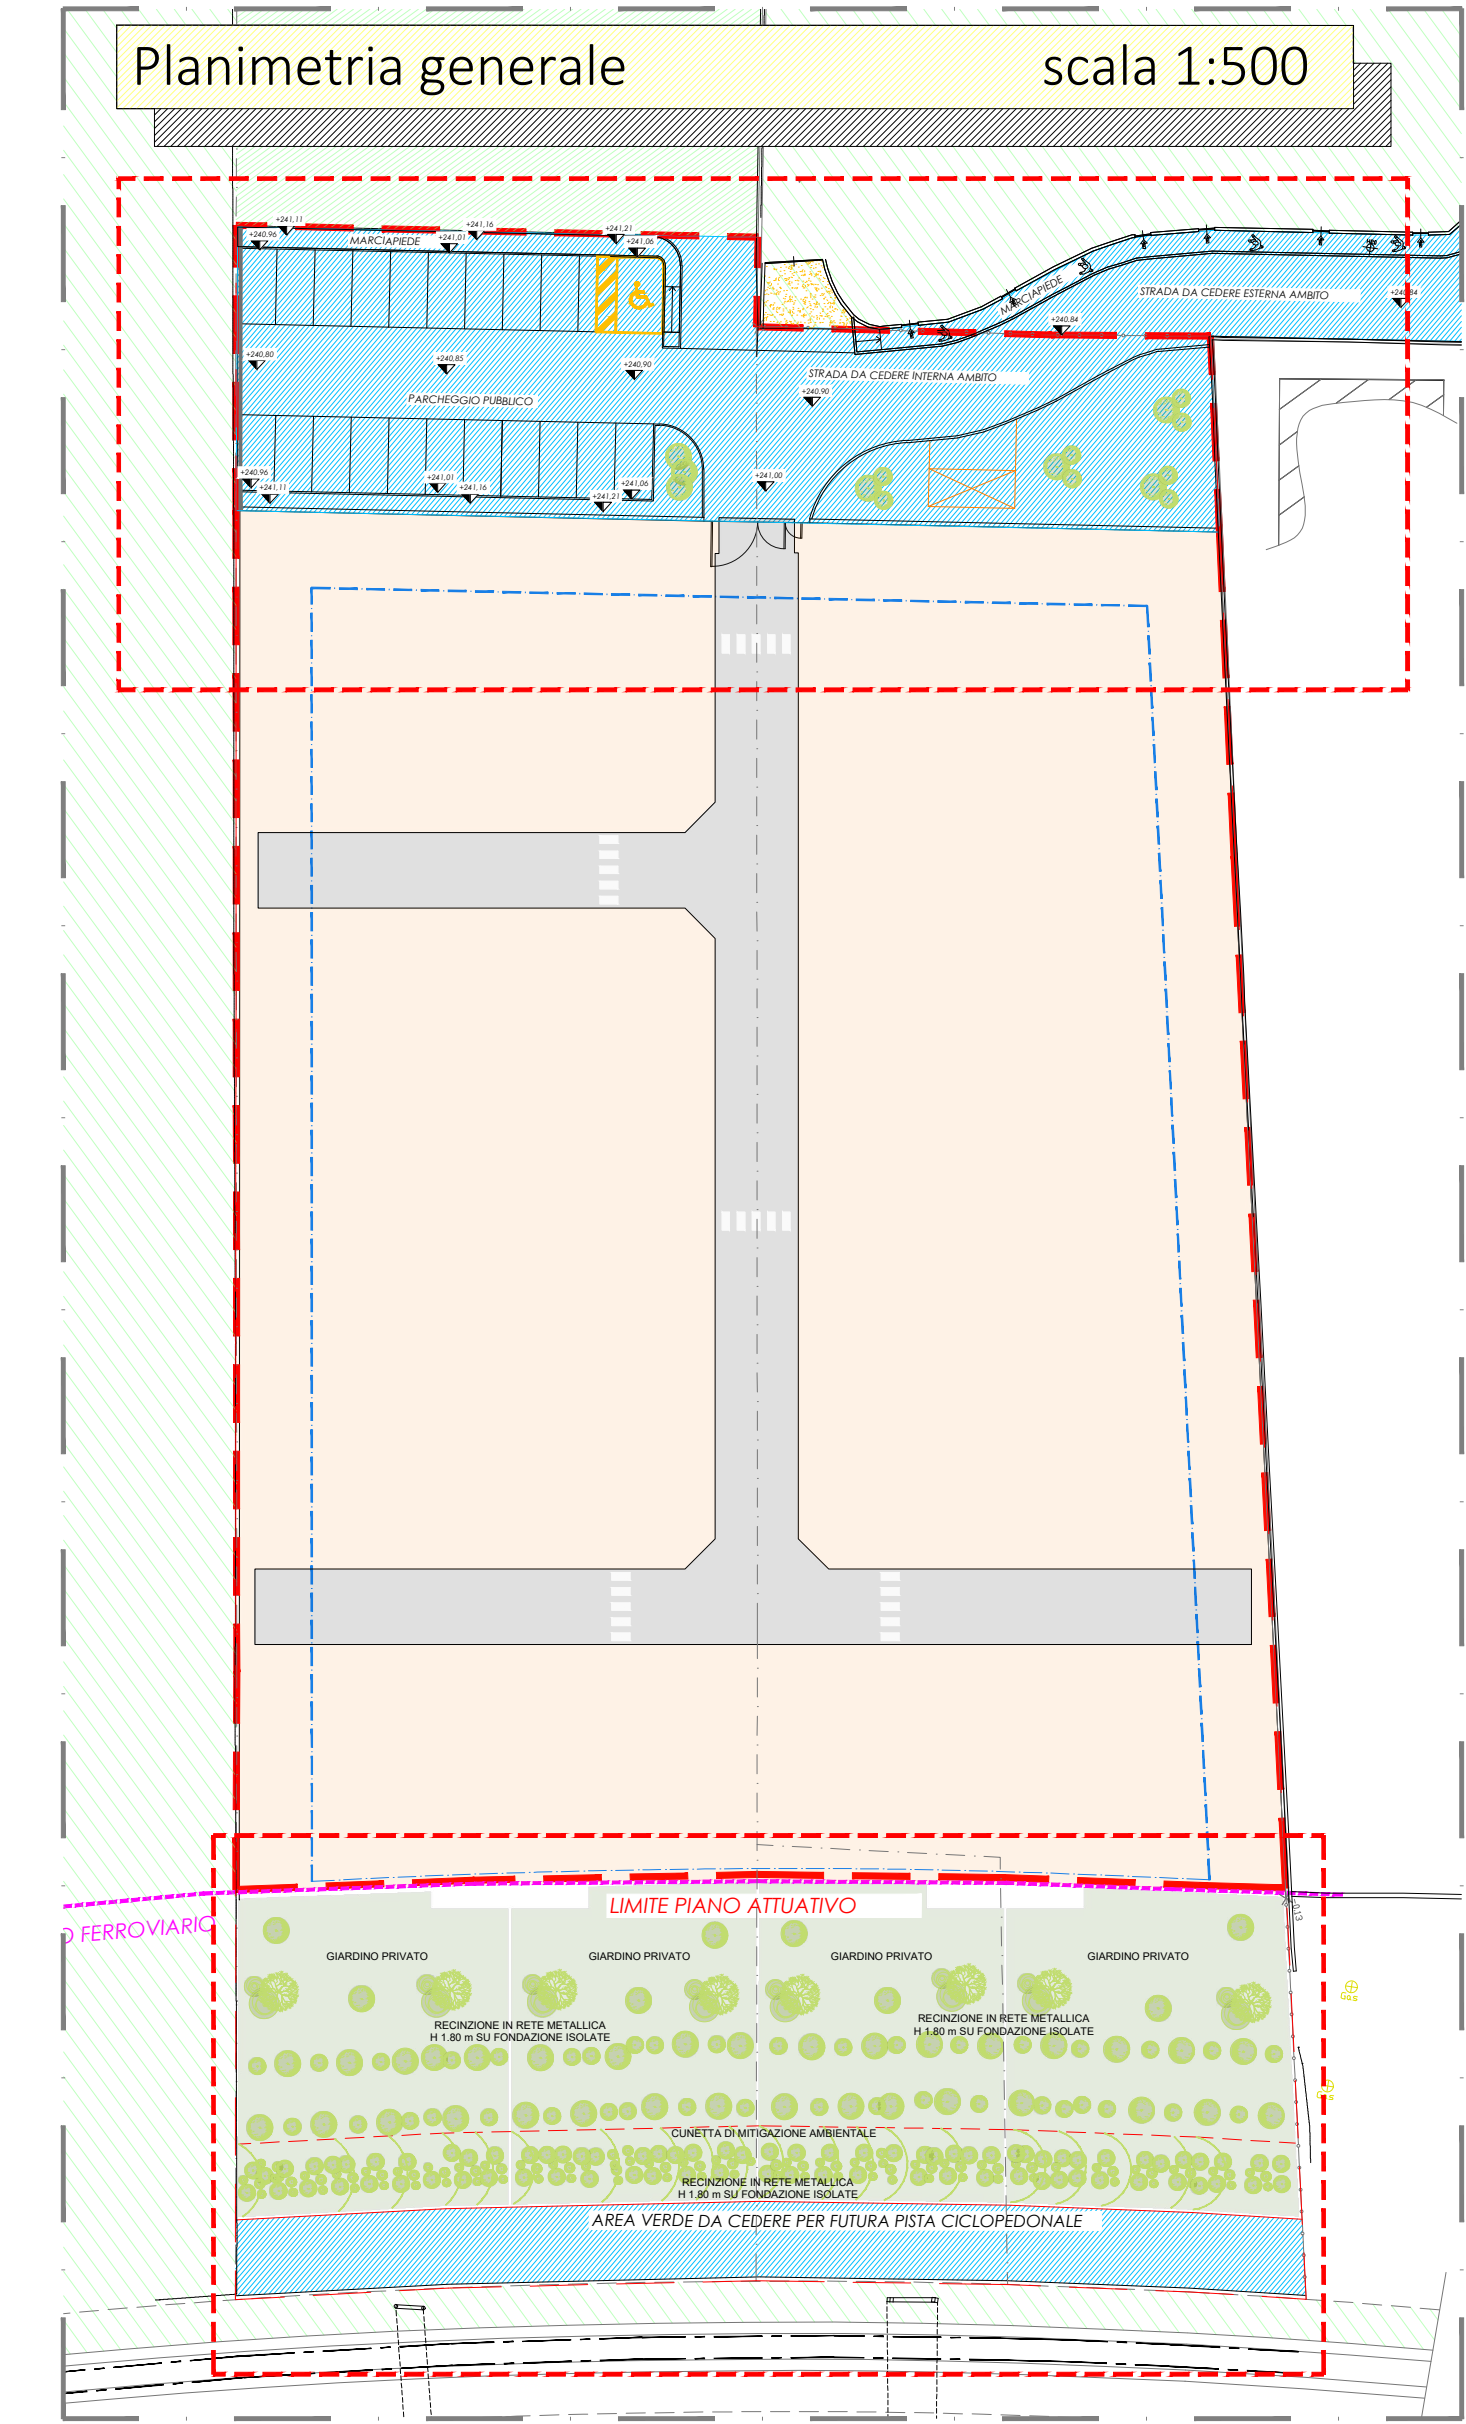 Planimetria generale scala 1:500
+241,11
+241,16
+240,96
MARCIAPIEDE
+241,01
+241,21
+241,06
MARCIAPIEDE
STRADA DA CEDERE ESTERNA AMBITO
+240,84
+240,84
+240,80
+240,85
+240,90
STRADA DA CEDERE INTERNA AMBITO
+240,90
PARCHEGGIO PUBBLICO
+240,96
+241,11
+241,01
+241,16
+241,06
+241,21
+241,00
LIMITE PIANO ATTUATIVO
O FERROVIARIO
GIARDINO PRIVATO
GIARDINO PRIVATO
GIARDINO PRIVATO
GIARDINO PRIVATO
Gas
RECINZIONE IN RETE METALLICA
H 1.80 m SU FONDAZIONE ISOLATE
RECINZIONE IN RETE METALLICA
H 1.80 m SU FONDAZIONE ISOLATE
Gas
CUNETTA DI MITIGAZIONE AMBIENTALE
RECINZIONE IN RETE METALLICA
H 1.80 m SU FONDAZIONE ISOLATE
AREA VERDE DA CEDERE PER FUTURA PISTA CICLOPEDONALE